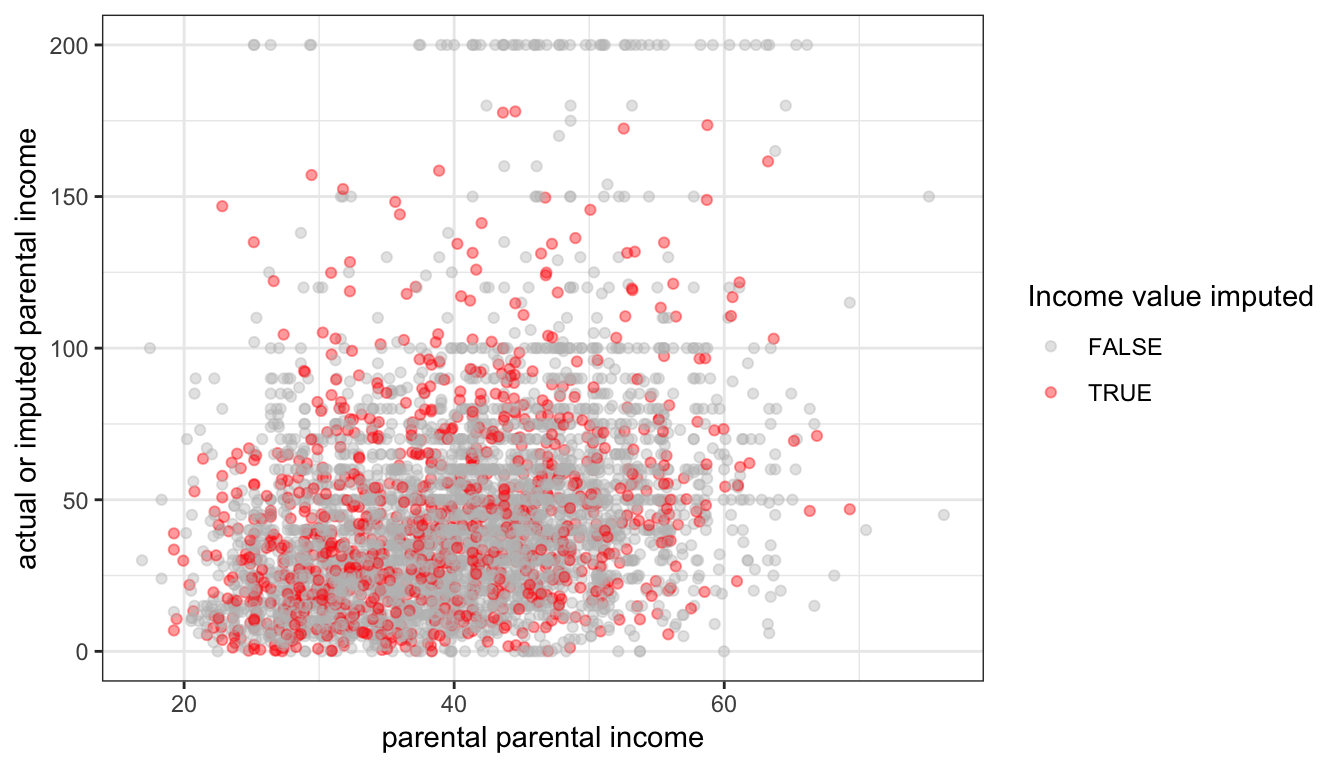 200
150
100
50
0
20 40 60
actual or imputed parental income
parental parental income
Income value imputed
FALSE
TRUE